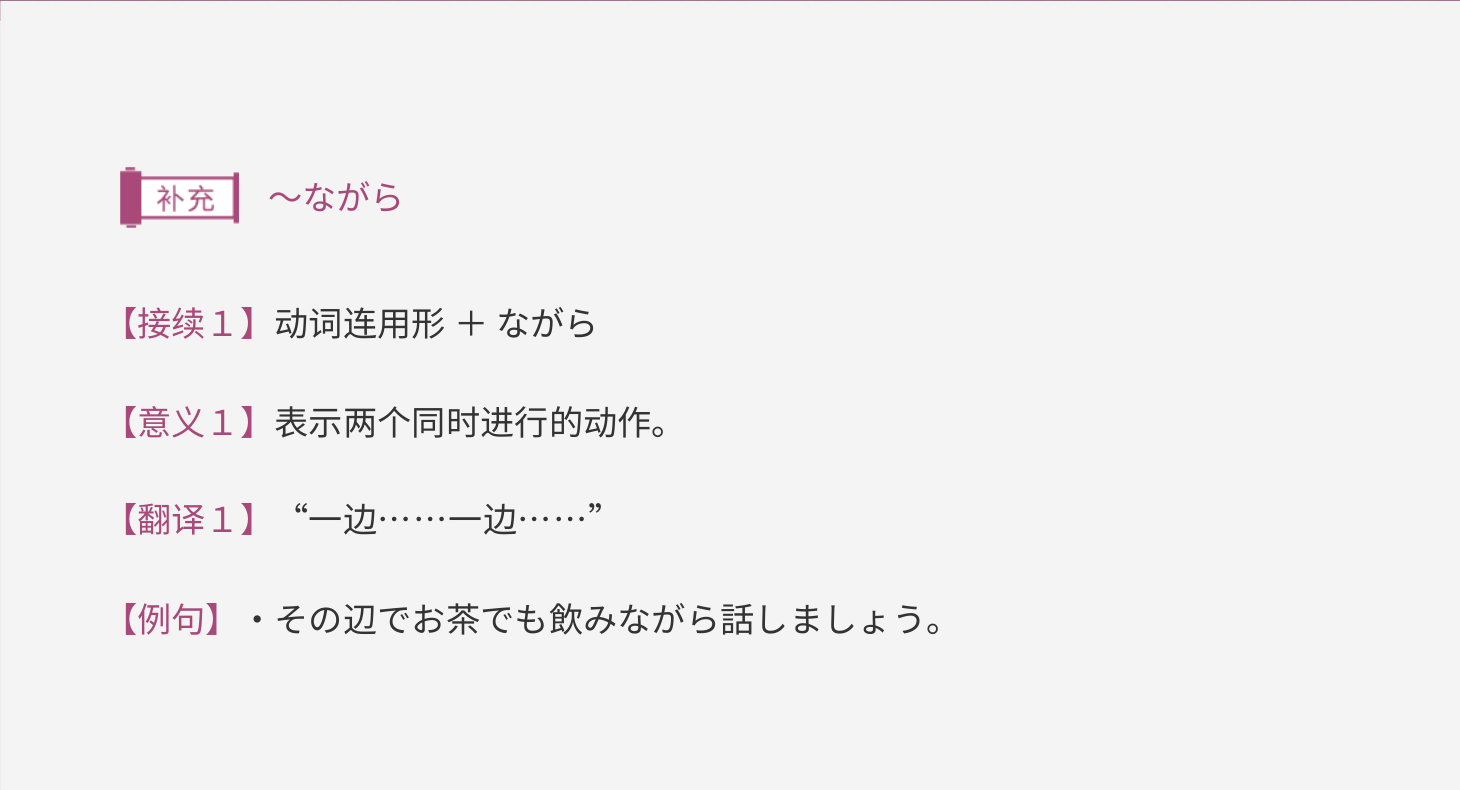 补充 ～ながら
【接续１】动词连用形 ＋ ながら
【意义１】表示两个同时进行的动作。
【翻译１】 “一边……一边……”
【例句】・その辺でお茶でも飲みながら話しましょう。